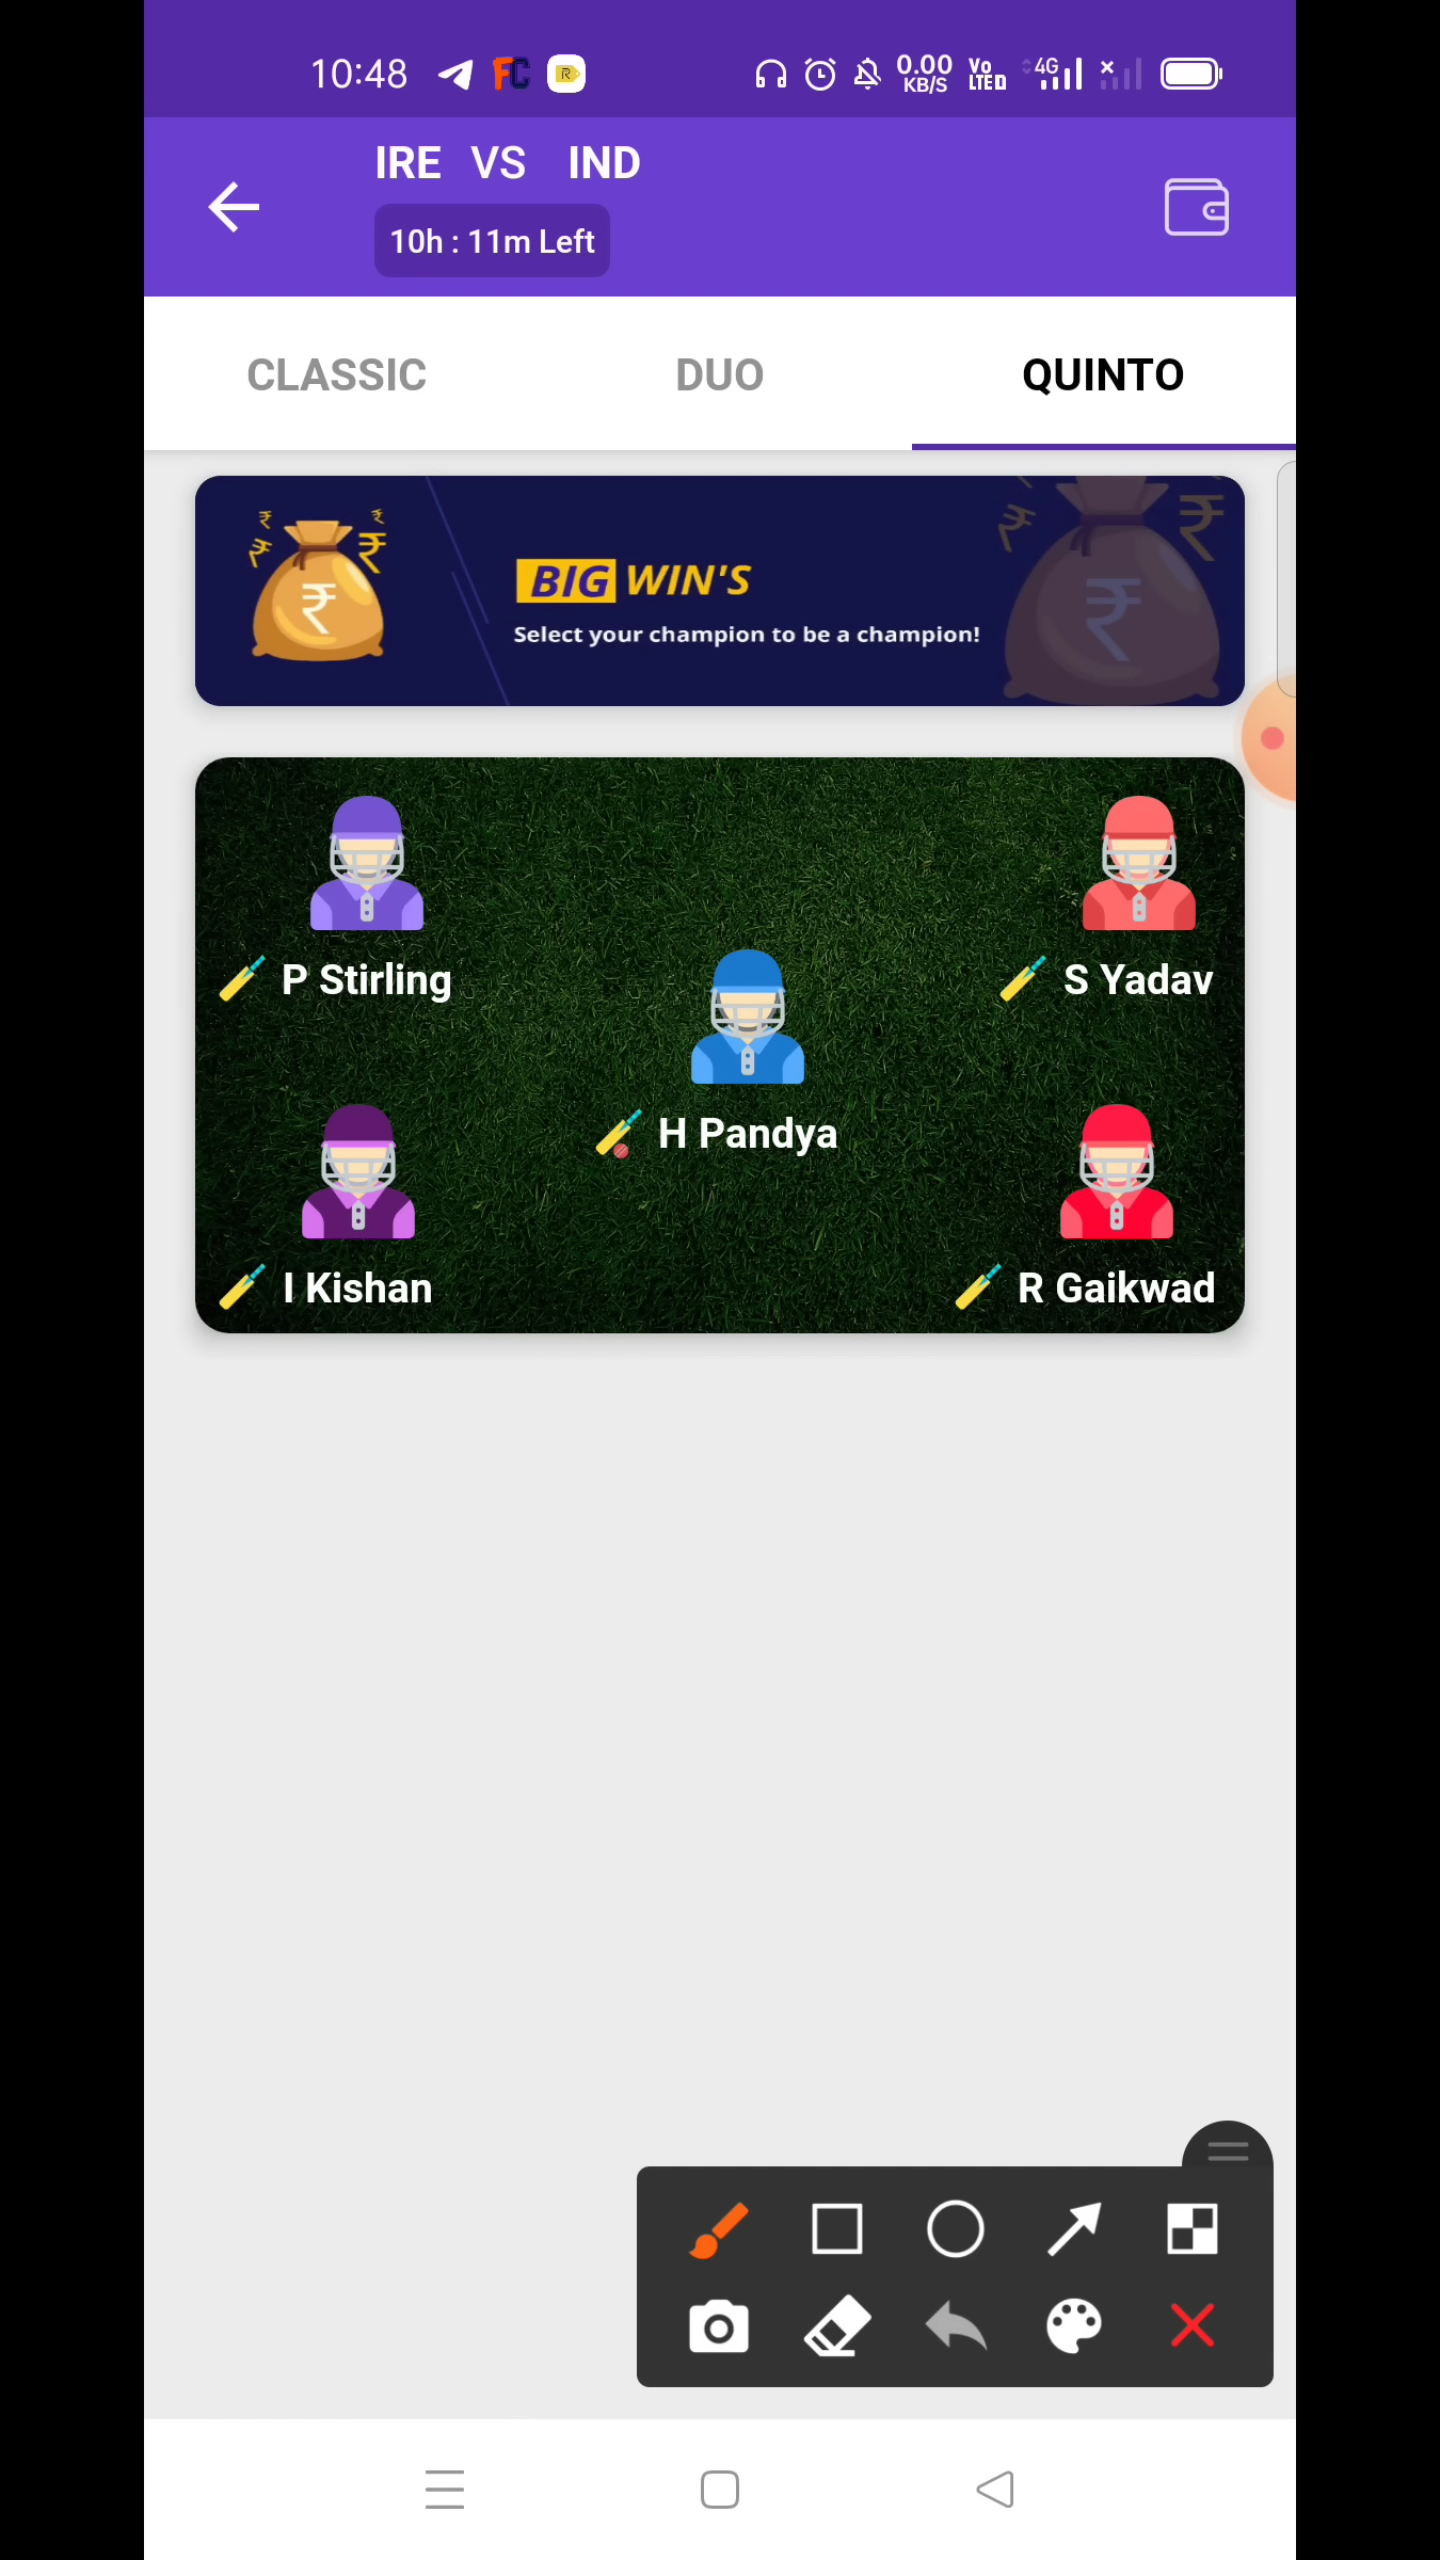 10:48 FC R 0.00 KB/S Vo LTE 4G
IRE VS IND
10h : 11m Left
CLASSIC DUO QUINTO
BIG WIN'S
Select your champion to be a champion!
P Stirling S Yadav
H Pandya
I Kishan R Gaikwad